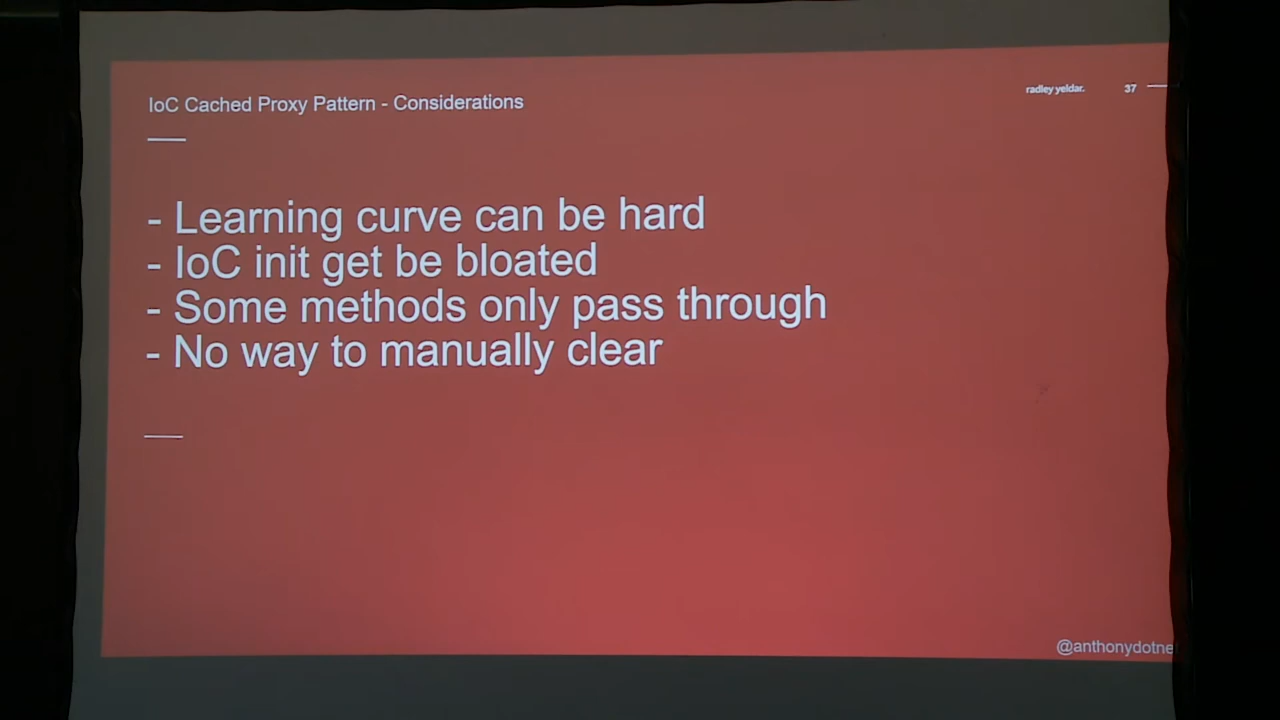 IoC Cached Proxy Pattern - Considerations
radley yeldar.
37
- Learning curve can be hard
- IoC init get be bloated
- Some methods only pass through
- No way to manually clear
@anthonydotnet